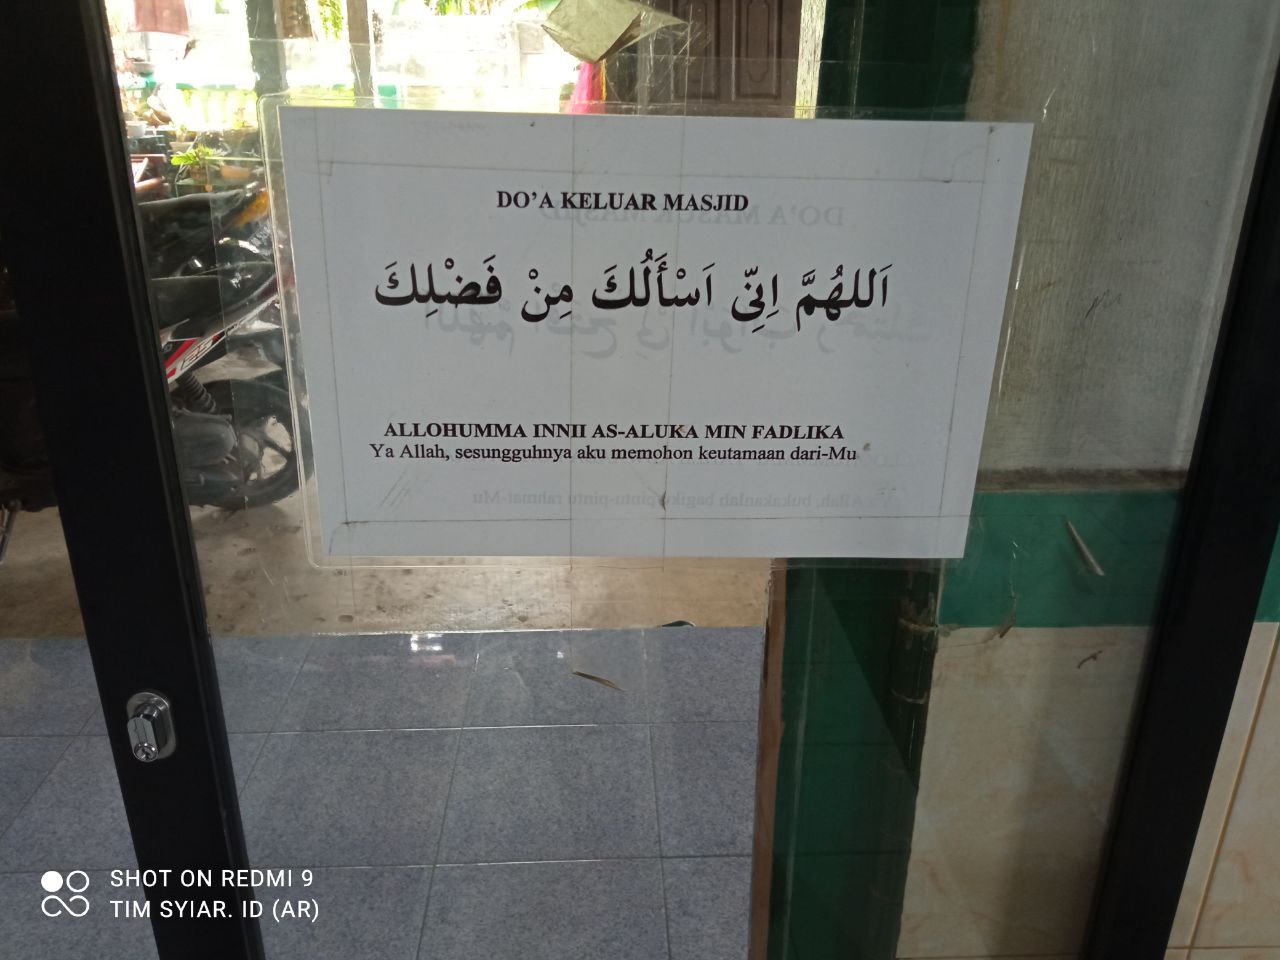 DO'A KELUAR MASJID
اَللهُمَّ اِنِّى اَسْأَلُكَ مِنْ فَضْلِكَ
ALLOHUMMA INNII AS-ALUKA MIN FADLIKA
Ya Allah, sesungguhnya aku memohon keutamaan dari-Mu
SHOT ON REDMI 9
TIM SYIAR. ID (AR)